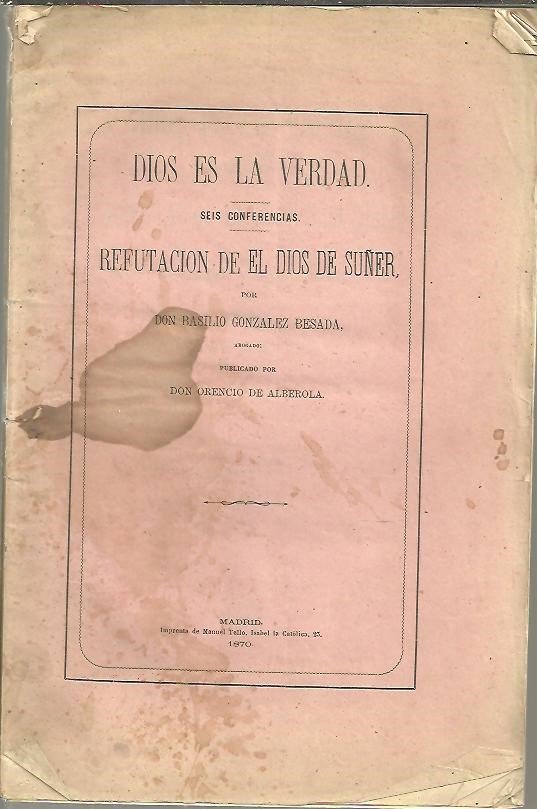 DIOS ES LA VERDAD.
SEIS CONFERENCIAS.
REFUTACION DE EL DIOS DE SUÑER,
POR
DON BASILIO GONZALEZ BESADA,
ABOGADO;
PUBLICADO POR
DON ORENCIO DE ALBEROLA.
MADRID.
Imprenta de Manuel Tello, Isabel la Católica, 23.
1870